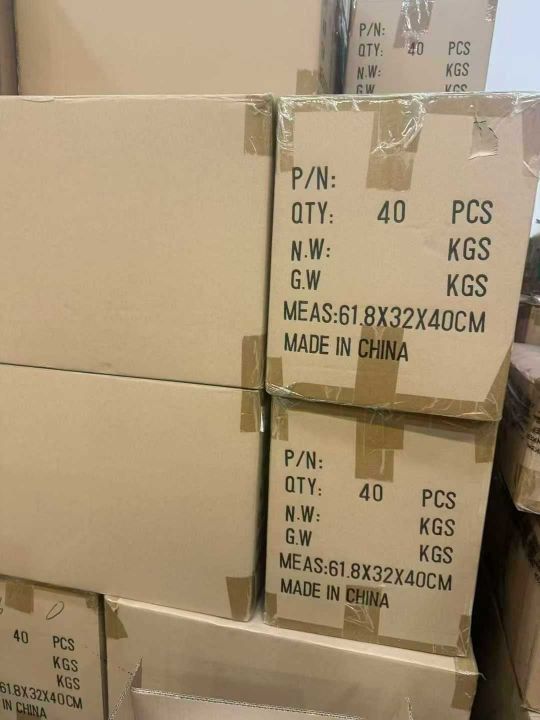 P/N:
QTY: 40 PCS
N.W: KGS
G.W KGS
P/N:
QTY: 40 PCS
N.W: KGS
G.W KGS
MEAS:61.8X32X40CM
MADE IN CHINA
P/N:
QTY: 40 PCS
N.W: KGS
G.W KGS
MEAS:61.8X32X40CM
MADE IN CHINA
40 PCS
KGS
KGS
61.8X32X40CM
IN CHINA